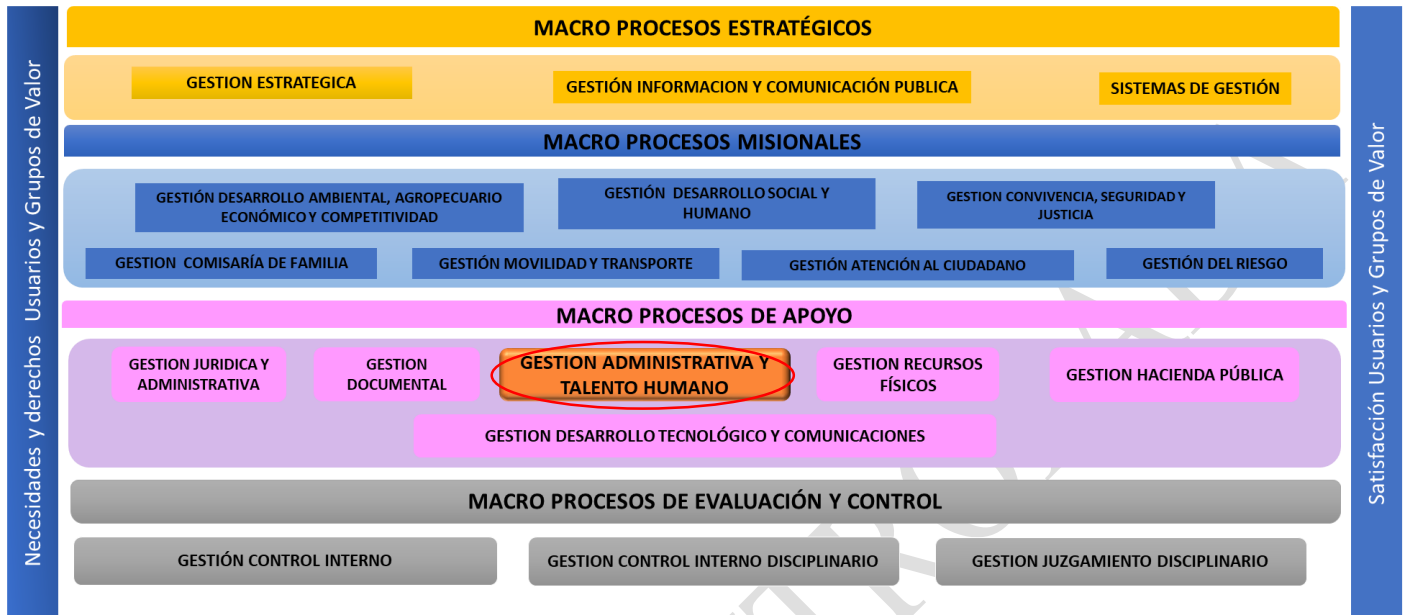 Necesidades y derechos Usuarios y Grupos de Valor
MACRO PROCESOS ESTRATÉGICOS
GESTION ESTRATEGICA
GESTIÓN INFORMACION Y COMUNICACIÓN PUBLICA
SISTEMAS DE GESTIÓN
MACRO PROCESOS MISIONALES
GESTIÓN DESARROLLO AMBIENTAL, AGROPECUARIO
ECONÓMICO Y COMPETITIVIDAD
GESTIÓN DESARROLLO SOCIAL Y
HUMANO
GESTION CONVIVENCIA, SEGURIDAD Y
JUSTICIA
GESTION COMISARÍA DE FAMILIA
GESTIÓN MOVILIDAD Y TRANSPORTE
GESTIÓN ATENCIÓN AL CIUDADANO
GESTIÓN DEL RIESGO
MACRO PROCESOS DE APOYO
GESTION JURIDICA Y
ADMINISTRATIVA
GESTION
DOCUMENTAL
GESTION ADMINISTRATIVA Y
TALENTO HUMANO
GESTION RECURSOS
FÍSICOS
GESTION HACIENDA PÚBLICA
GESTION DESARROLLO TECNOLÓGICO Y COMUNICACIONES
MACRO PROCESOS DE EVALUACIÓN Y CONTROL
GESTIÓN CONTROL INTERNO
GESTION CONTROL INTERNO DISCIPLINARIO
GESTION JUZGAMIENTO DISCIPLINARIO
Satisfacción Usuarios y Grupos de Valor